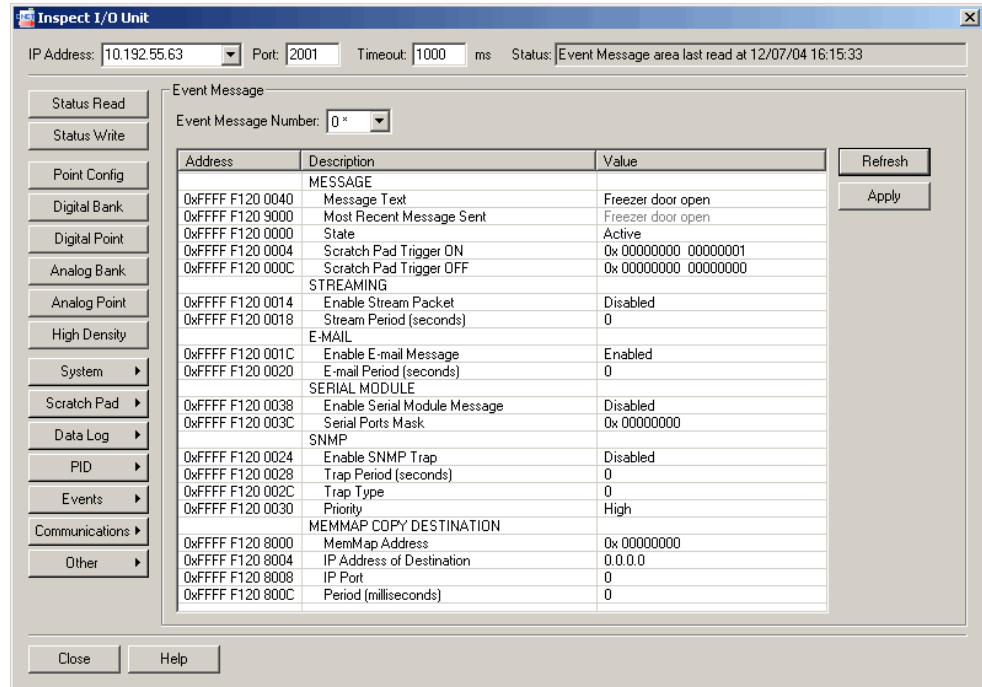 Inspect I/O Unit
IP Address: 10.192.55.63 Port: 2001 Timeout: 1000 ms Status: Event Message area last read at 12/07/04 16:15:33
Status Read
Status Write
Point Config
Digital Bank
Digital Point
Analog Bank
Analog Point
High Density
System
Scratch Pad
Data Log
PID
Events
Communications
Other
Event Message
Event Message Number: 0 *
Address Description Value
MESSAGE
0xFFFF F120 0040 Message Text Freezer door open
0xFFFF F120 9000 Most Recent Message Sent Freezer door open
0xFFFF F120 0000 State Active
0xFFFF F120 0004 Scratch Pad Trigger ON 0x 00000000 00000001
0xFFFF F120 000C Scratch Pad Trigger OFF 0x 00000000 00000000
STREAMING
0xFFFF F120 0014 Enable Stream Packet Disabled
0xFFFF F120 0018 Stream Period (seconds) 0
E-MAIL
0xFFFF F120 001C Enable E-mail Message Enabled
0xFFFF F120 0020 E-mail Period (seconds) 0
SERIAL MODULE
0xFFFF F120 0038 Enable Serial Module Message Disabled
0xFFFF F120 003C Serial Ports Mask 0x 00000000
SNMP
0xFFFF F120 0024 Enable SNMP Trap Disabled
0xFFFF F120 0028 Trap Period (seconds) 0
0xFFFF F120 002C Trap Type 0
0xFFFF F120 0030 Priority High
MEMMAP COPY DESTINATION
0xFFFF F120 8000 MemMap Address 0x 00000000
0xFFFF F120 8004 IP Address of Destination 0.0.0.0
0xFFFF F120 8008 IP Port 0
0xFFFF F120 800C Period (milliseconds) 0
Refresh
Apply
Close Help